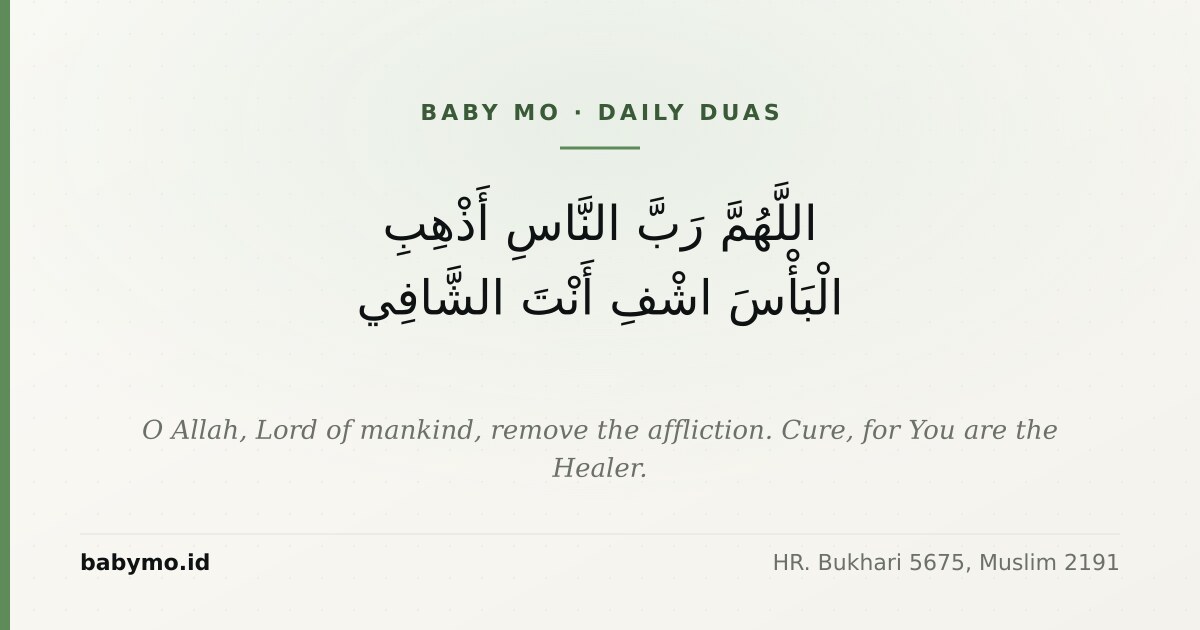 BABY MO · DAILY DUAS
اللَّهُمَّ رَبَّ النَّاسِ أَذْهِبِ
الْبَأْسَ اشْفِ أَنْتَ الشَّافِي
O Allah, Lord of mankind, remove the affliction. Cure, for You are the
Healer.
babymo.id
HR. Bukhari 5675, Muslim 2191